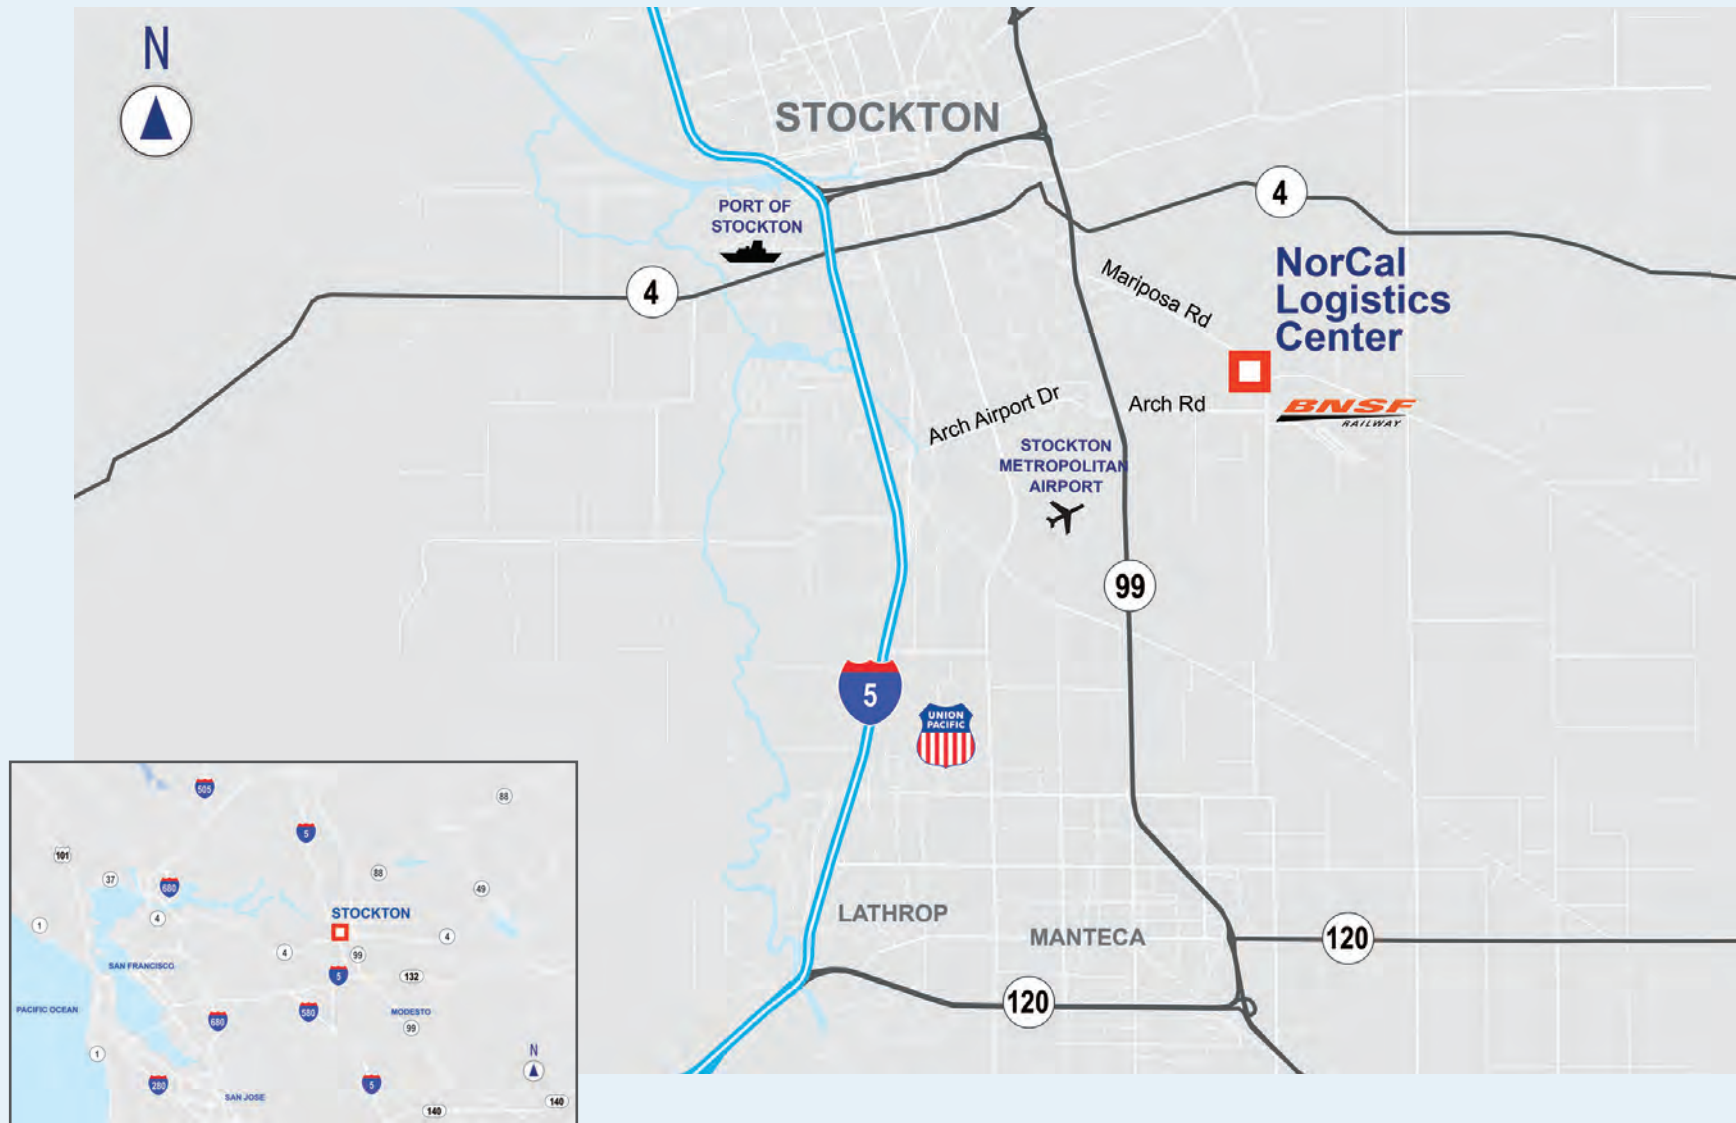 N
STOCKTON
PORT OF
STOCKTON
4
4
NorCal
Logistics
Center
Mariposa Rd
Arch Airport Dr
Arch Rd
BNSF
RAILWAY
STOCKTON
METROPOLITAN
AIRPORT
99
5
UNION
PACIFIC
LATHROP
MANTECA
120
120
505
88
5
101
37
680
88
49
STOCKTON
1
4
4
4
99
SAN FRANCISCO
5
132
PACIFIC OCEAN
680
580
MODESTO
99
1
N
280
SAN JOSE
5
140
140